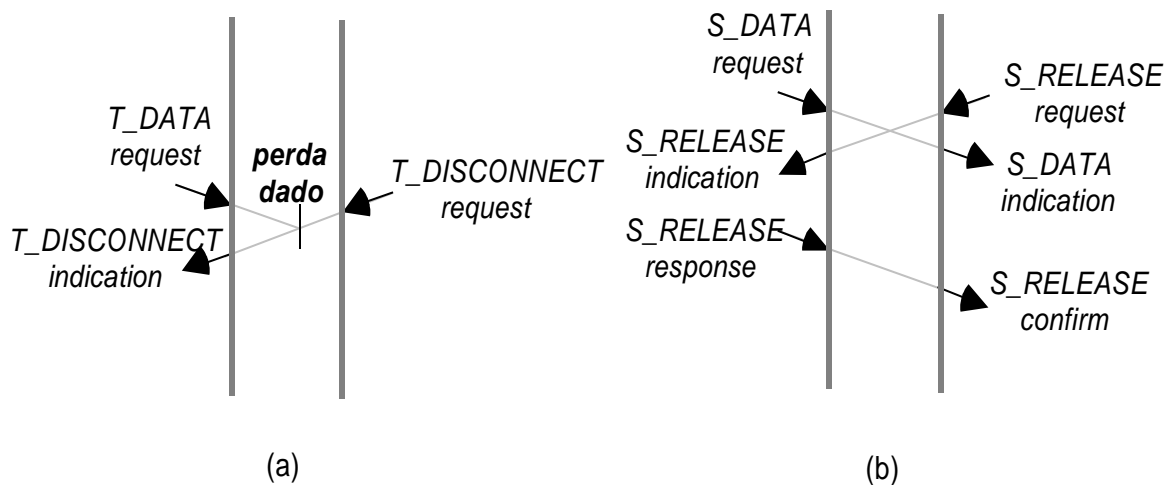 T_DATA
request
perda
dado
T_DISCONNECT
request
T_DISCONNECT
indication
(a)
S_DATA
request
S_RELEASE
request
S_RELEASE
indication
S_DATA
indication
S_RELEASE
response
S_RELEASE
confirm
(b)